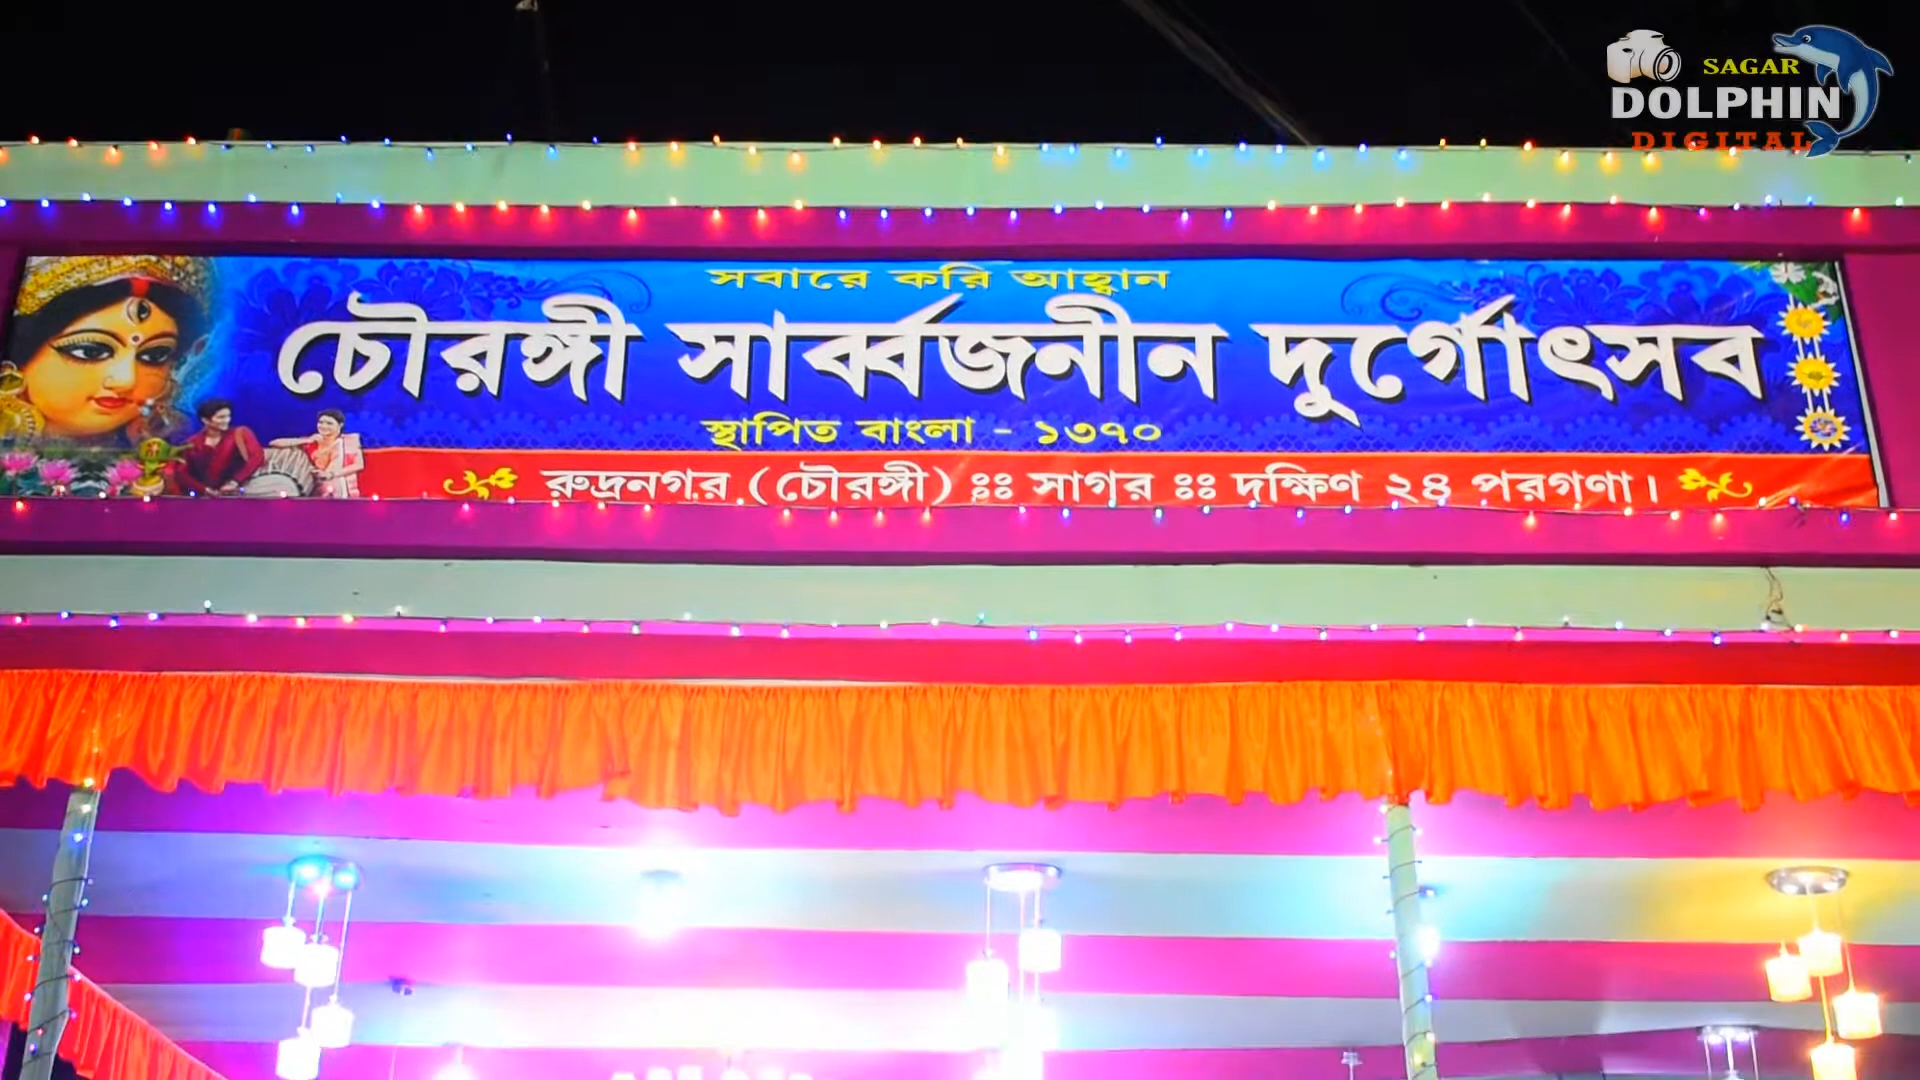 SAGAR
DOLPHIN
DIGITAL
সবারে করি আহ্বান
চৌরঙ্গী সার্ব্বজনীন দুর্গোৎসব
স্থাপিত বাংলা - ১৩৭০
রুদ্রনগর (চৌরঙ্গী) ঃঃ সাগর ঃঃ দক্ষিণ ২৪ পরগণা।